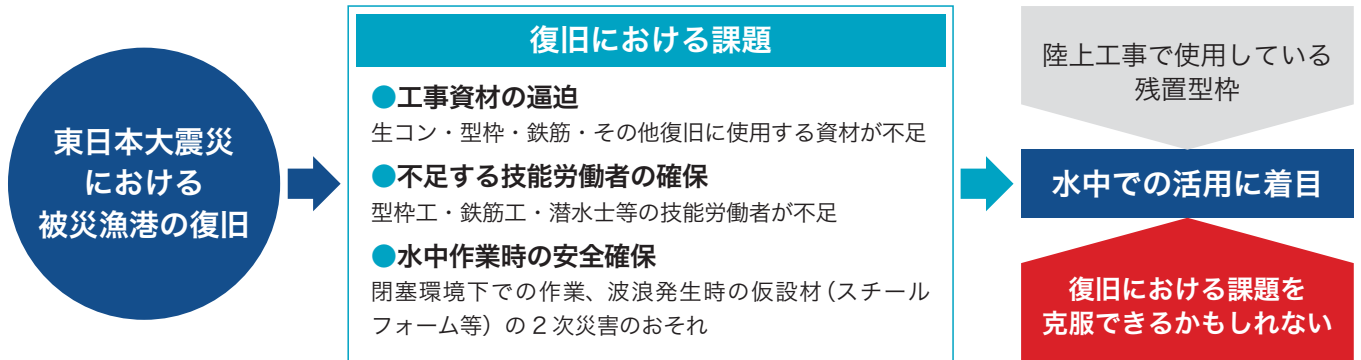 東日本大震災
における
被災漁港の復旧
復旧における課題
●工事資材の逼迫
生コン・型枠・鉄筋・その他復旧に使用する資材が不足
●不足する技能労働者の確保
型枠工・鉄筋工・潜水士等の技能労働者が不足
●水中作業時の安全確保
閉塞環境下での作業、波浪発生時の仮設材(スチール
フォーム等）の２次災害のおそれ
陸上工事で使用している
残置型枠
水中での活用に着目
復旧における課題を
克服できるかもしれない